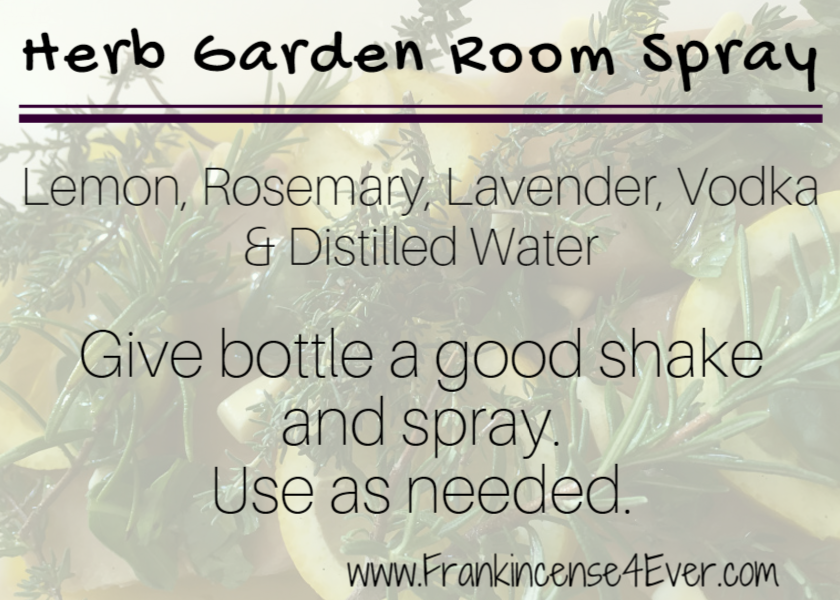 Herb Garden Room Spray
Lemon, Rosemary, Lavender, Vodka
& Distilled Water
Give bottle a good shake
and spray.
Use as needed.
www.Frankincense4Ever.com